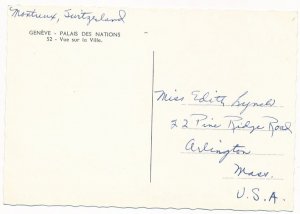 Montreux, Switzerland
GENÈVE - PALAIS DES NATIONS
52 - Vue sur la Ville.
Miss Edith Lynch
22 Pine Ridge Road
Arlington
Mass.
U.S.A.